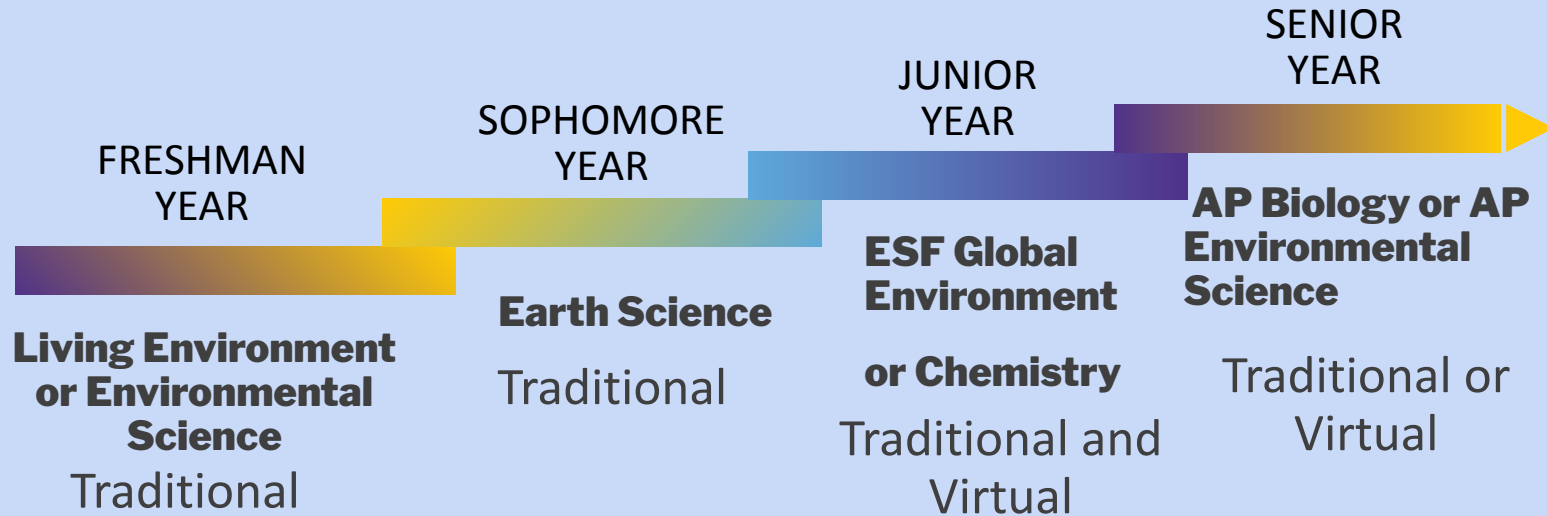 FRESHMAN
YEAR
Living Environment
or Environmental
Science
Traditional
SOPHOMORE
YEAR
Earth Science
Traditional
JUNIOR
YEAR
ESF Global
Environment
or Chemistry
Traditional and
Virtual
SENIOR
YEAR
AP Biology or AP
Environmental
Science
Traditional or
Virtual